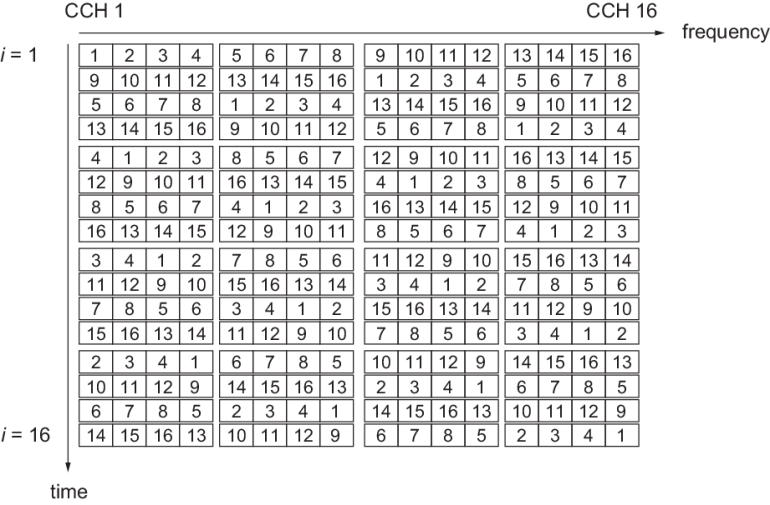 CCH 1 CCH 16
frequency
i = 1 1 2 3 4 5 6 7 8 9 10 11 12 13 14 15 16
9 10 11 12 13 14 15 16 1 2 3 4 5 6 7 8
5 6 7 8 1 2 3 4 13 14 15 16 9 10 11 12
13 14 15 16 9 10 11 12 5 6 7 8 1 2 3 4
4 1 2 3 8 5 6 7 12 9 10 11 16 13 14 15
12 9 10 11 16 13 14 15 4 1 2 3 8 5 6 7
8 5 6 7 4 1 2 3 16 13 14 15 12 9 10 11
16 13 14 15 12 9 10 11 8 5 6 7 4 1 2 3
3 4 1 2 7 8 5 6 11 12 9 10 15 16 13 14
11 12 9 10 15 16 13 14 3 4 1 2 7 8 5 6
7 8 5 6 3 4 1 2 15 16 13 14 11 12 9 10
15 16 13 14 11 12 9 10 7 8 5 6 3 4 1 2
2 3 4 1 6 7 8 5 10 11 12 9 14 15 16 13
10 11 12 9 14 15 16 13 2 3 4 1 6 7 8 5
6 7 8 5 2 3 4 1 14 15 16 13 10 11 12 9
i = 16 14 15 16 13 10 11 12 9 6 7 8 5 2 3 4 1
time